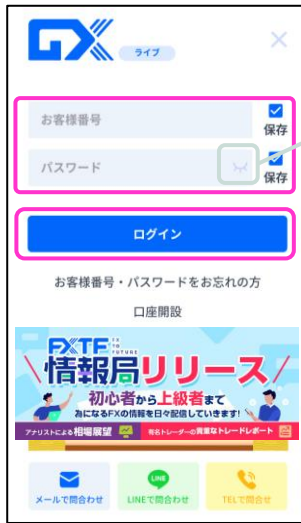 GX ライブ
お客様番号
保存
パスワード
保存
ログイン
お客様番号・パスワードをお忘れの方
口座開設
FXTF FX TO FUTURE
情報局リリース
初心者から上級者まで
為になるFXの情報を日々配信していきます!
アナリストによる相場展望 有名トレーダーの貴重なトレードレポート
メールで問合わせ LINE LINEで問合わせ TELで問合せ